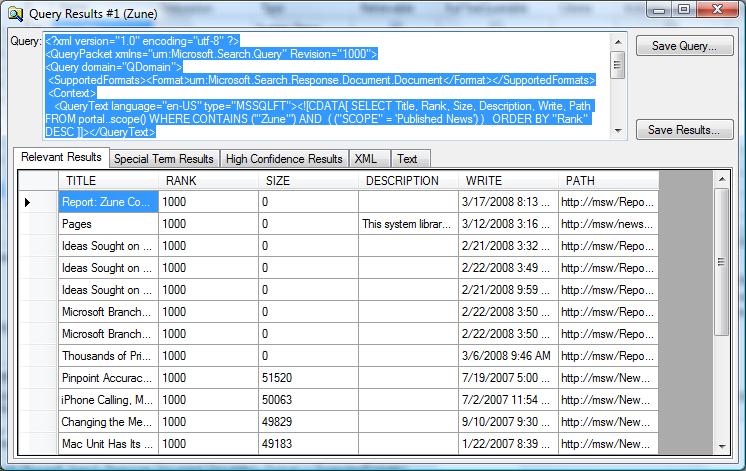 Query Results #1 (Zune)
Query:
<?xml version="1.0" encoding="utf-8" ?>
<QueryPacket xmlns="urn:Microsoft.Search.Query" Revision="1000">
<Query domain="QDomain">
<SupportedFormats><Format>urn:Microsoft.Search.Response.Document.Document</Format></SupportedFormats>
<Context>
<QueryText language="en-US" type="MSSQLFT"><![CDATA[ SELECT Title, Rank, Size, Description, Write, Path
FROM portal..scope() WHERE CONTAINS ('"Zune"') AND ( ("SCOPE" = 'Published News') ) ORDER BY "Rank"
DESC ]]></QueryText>
Save Query...
Save Results...
Relevant Results Special Term Results High Confidence Results XML Text
TITLE RANK SIZE DESCRIPTION WRITE PATH
Report: Zune Co... 1000 0 3/17/2008 8:13 ... http://msw/Repo...
Pages 1000 0 This system librar... 3/12/2008 3:16 ... http://msw/news...
Ideas Sought on ... 1000 0 2/21/2008 3:32 ... http://msw/Repo...
Ideas Sought on ... 1000 0 2/22/2008 3:49 ... http://msw/Repo...
Ideas Sought on ... 1000 0 2/21/2008 9:59 ... http://msw/Repo...
Microsoft Branch... 1000 0 2/22/2008 3:50 ... http://msw/Repo...
Microsoft Branch... 1000 0 2/22/2008 3:50 ... http://msw/Repo...
Thousands of Pri... 1000 0 3/6/2008 9:46 AM http://msw/Repo...
Pinpoint Accurac... 1000 51520 7/19/2007 5:00 ... http://msw/New...
iPhone Calling, M... 1000 50063 7/2/2007 11:54 ... http://msw/New...
Changing the Me... 1000 49829 9/10/2007 9:30 ... http://msw/New...
Mac Unit Has Its ... 1000 49183 1/22/2007 8:39 ... http://msw/New...